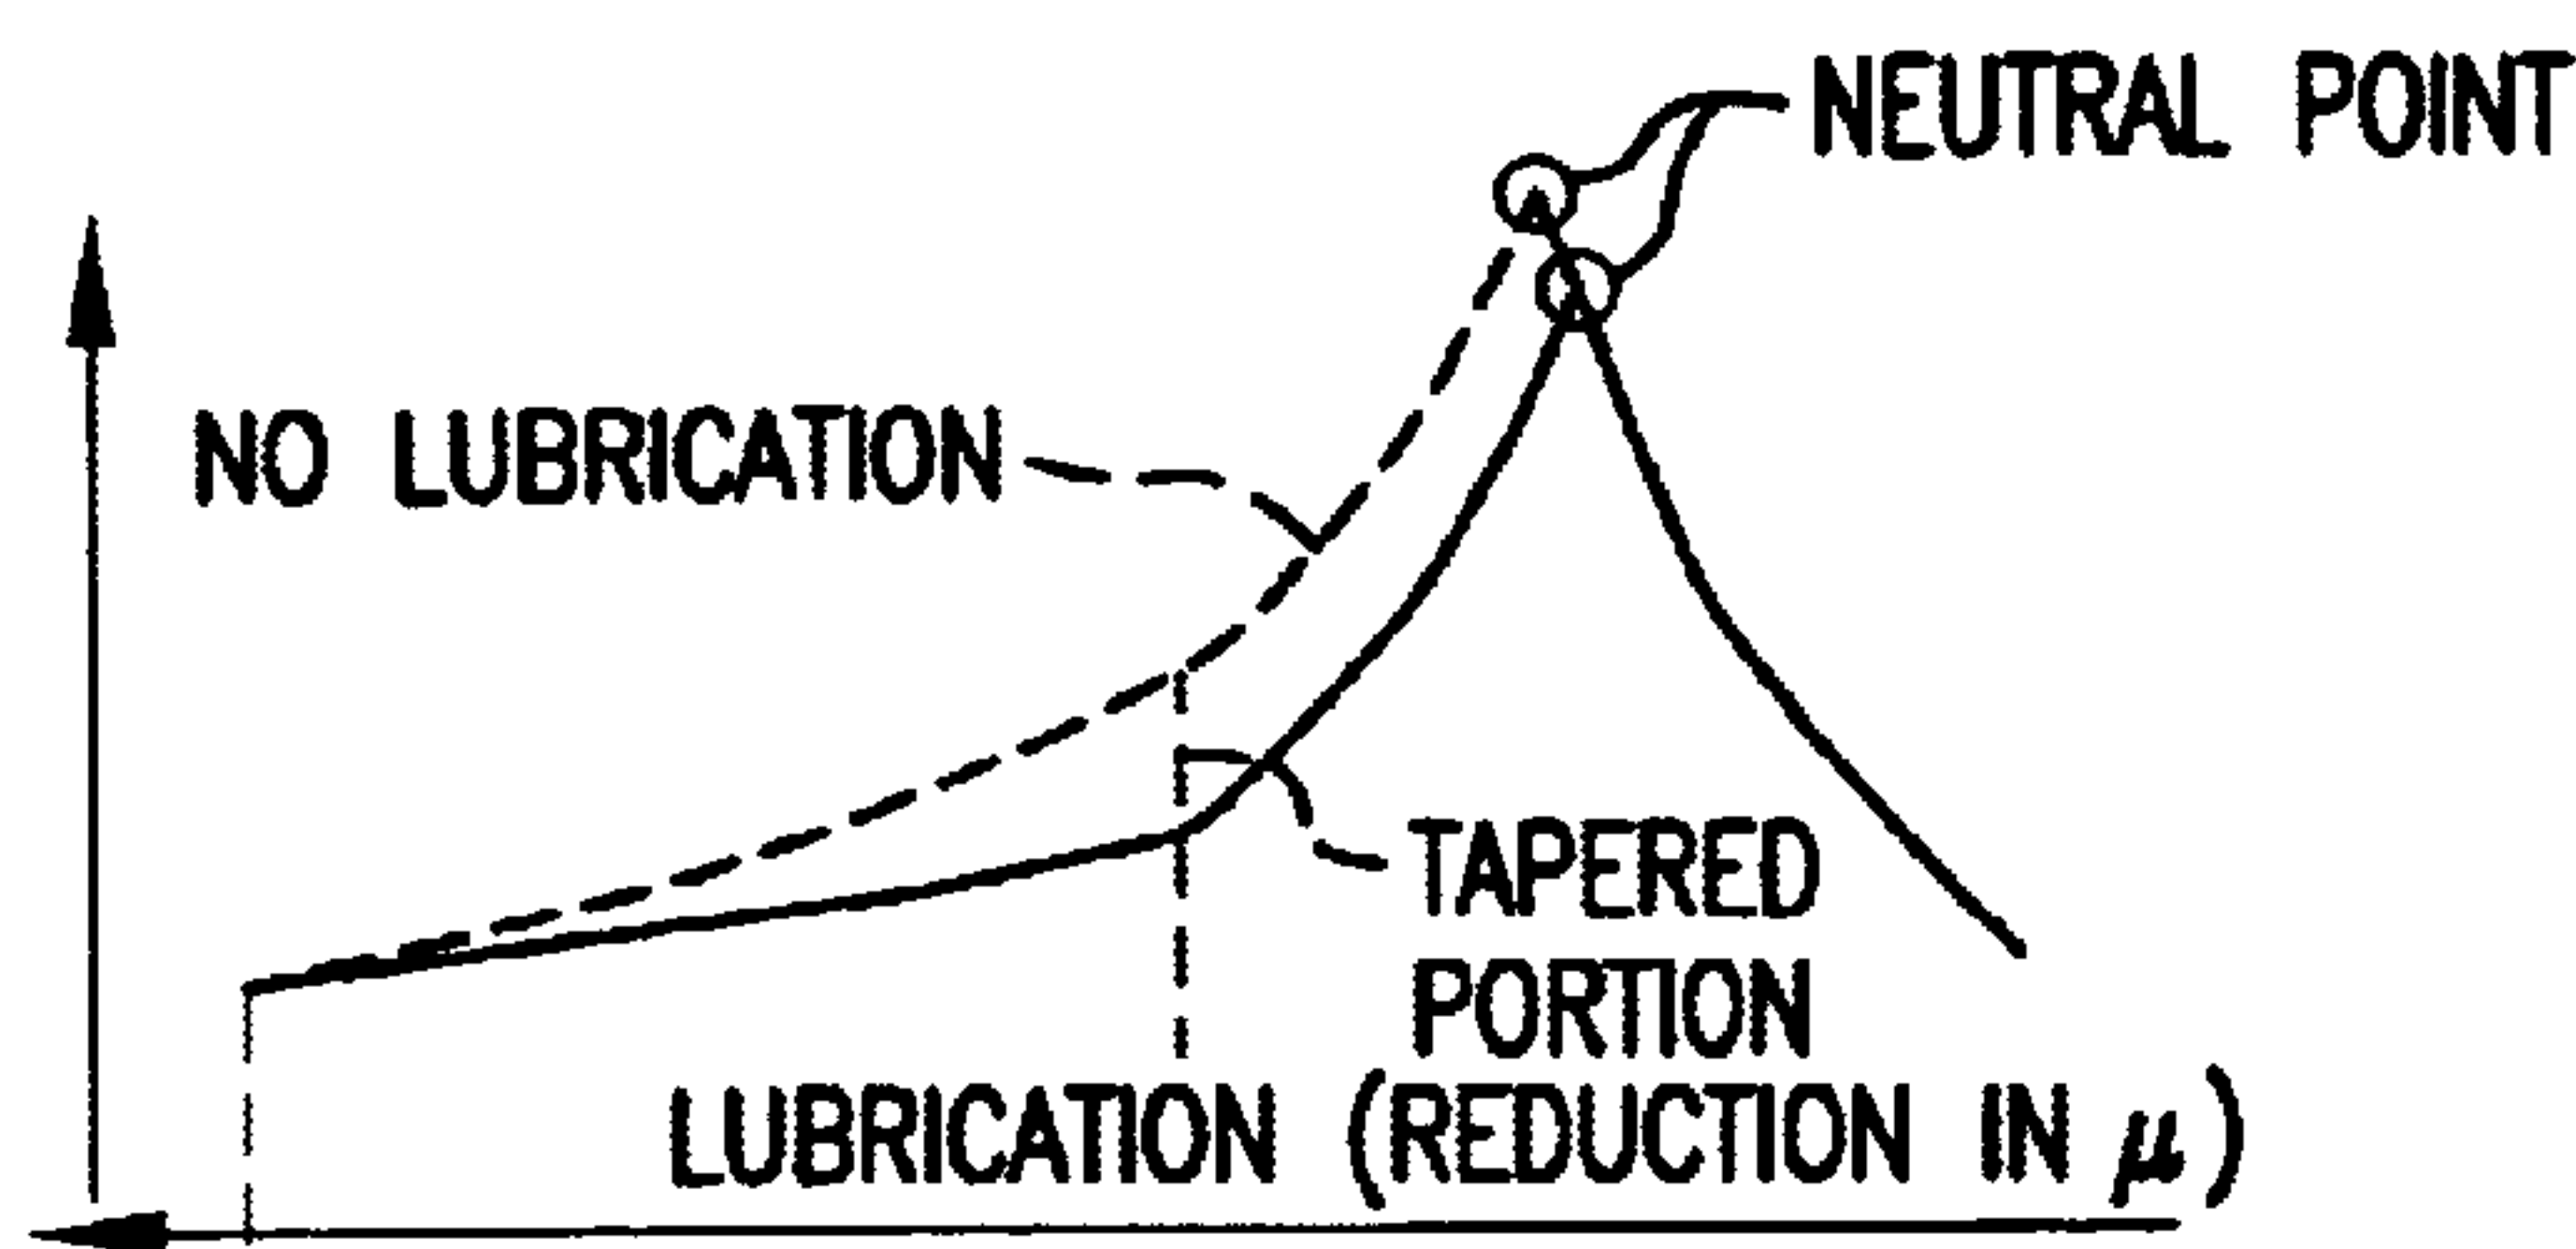 NEUTRAL POINT
NO LUBRICATION
TAPERED
PORTION
LUBRICATION (REDUCTION IN μ)